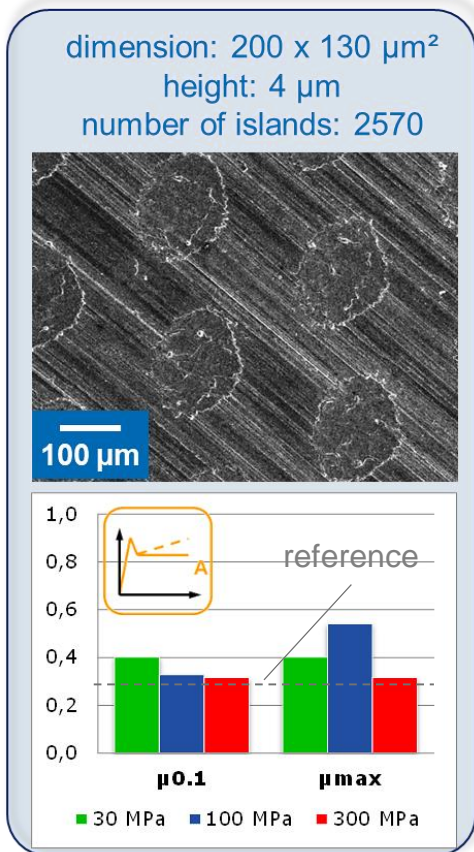 dimension: 200 x 130 µm²
height: 4 µm
number of islands: 2570
100 µm
1,0
0,8
0,6
0,4
0,2
0,0
A
reference
µ0.1 µmax
30 MPa 100 MPa 300 MPa